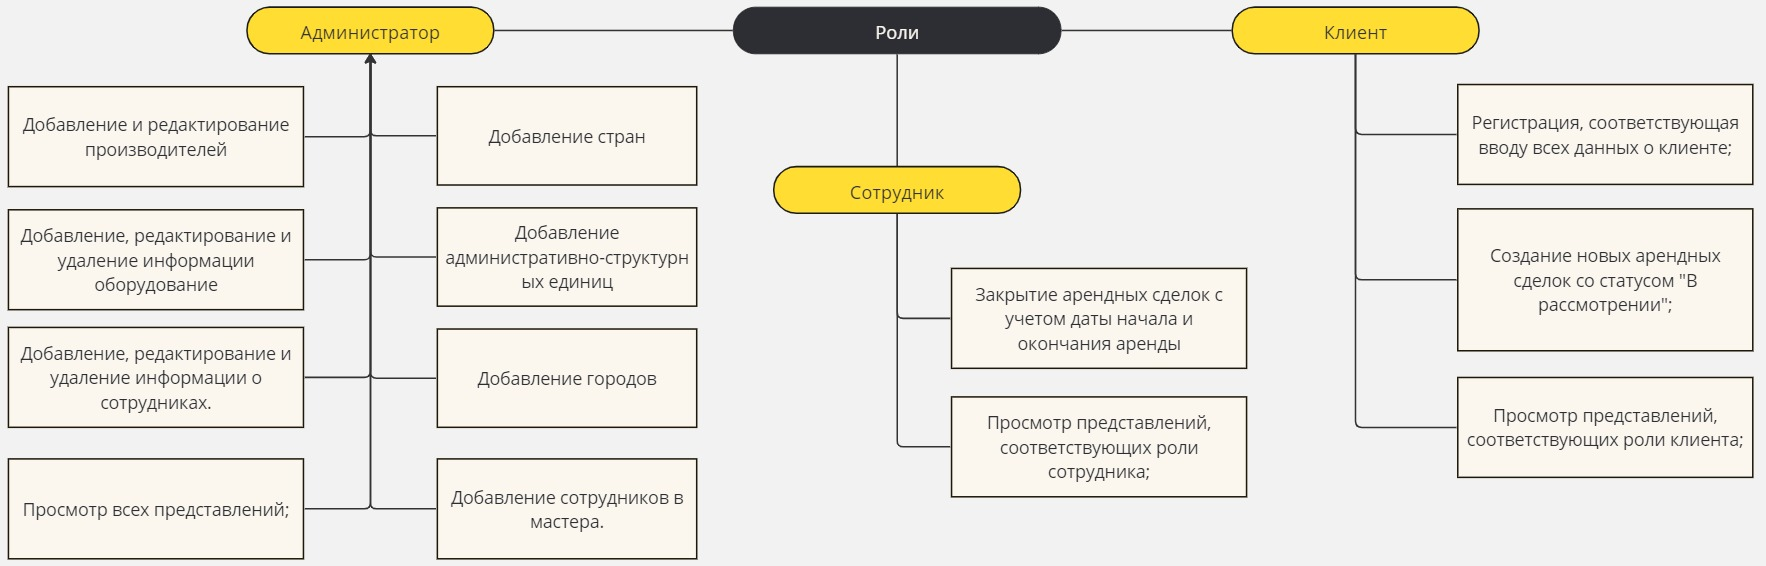 Администратор
Роли
Клиент
Добавление и редактирование
производителей
Добавление, редактирование и
удаление информации
оборудование
Добавление, редактирование и
удаление информации о
сотрудниках.
Просмотр всех представлений;
Добавление стран
Добавление
административно-структурн
ых единиц
Добавление городов
Добавление сотрудников в
мастера.
Сотрудник
Закрытие арендных сделок с
учетом даты начала и
окончания аренды
Просмотр представлений,
соответствующих роли
сотрудника;
Регистрация, соответствующая
вводу всех данных о клиенте;
Создание новых арендных
сделок со статусом "В
рассмотрении";
Просмотр представлений,
соответствующих роли клиента;